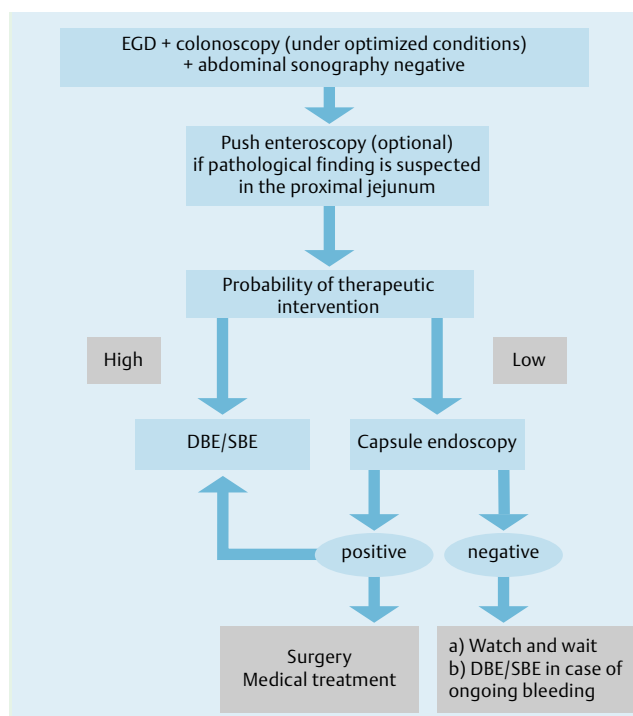 EGD + colonoscopy (under optimized conditions)
+ abdominal sonography negative
Push enteroscopy (optional)
if pathological finding is suspected
in the proximal jejunum
Probability of therapeutic
intervention
High
Low
DBE/SBE
Capsule endoscopy
positive
negative
Surgery
Medical treatment
a) Watch and wait
b) DBE/SBE in case of
ongoing bleeding